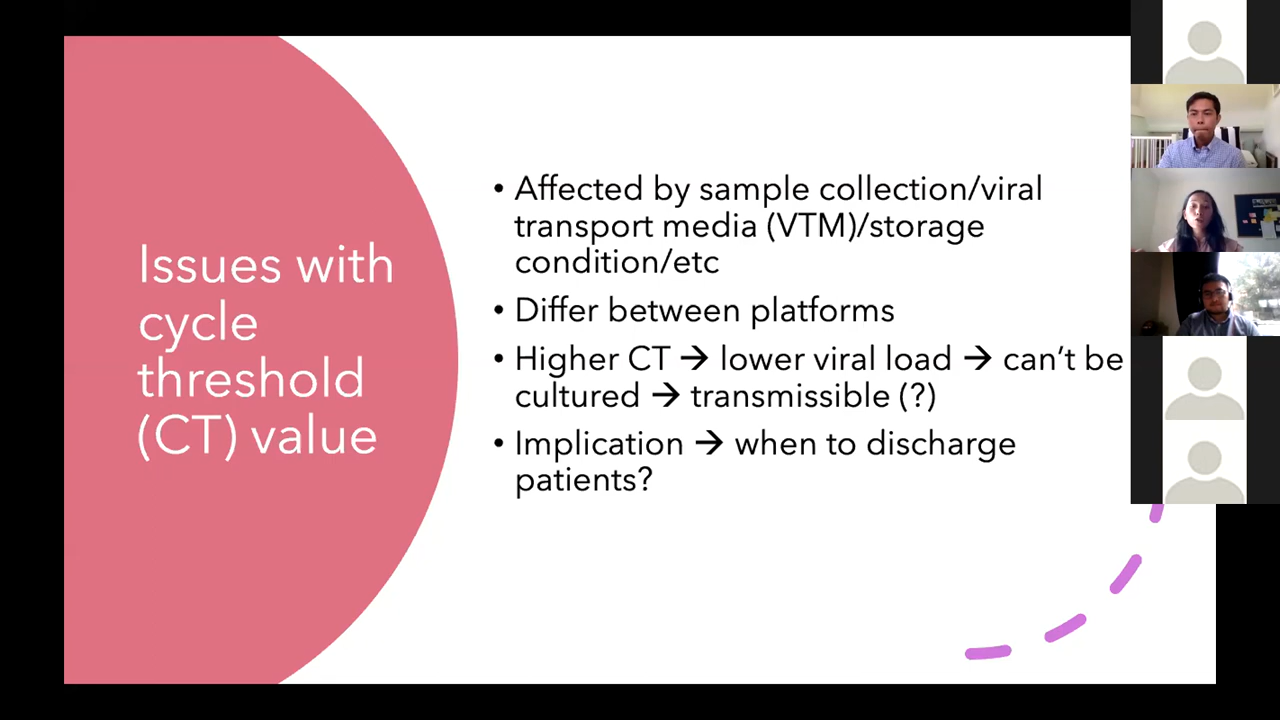 Issues with
cycle
threshold
(CT) value
• Affected by sample collection/viral
transport media (VTM)/storage
condition/etc
• Differ between platforms
• Higher CT → lower viral load → can’t be
cultured → transmissible (?)
• Implication → when to discharge
patients?